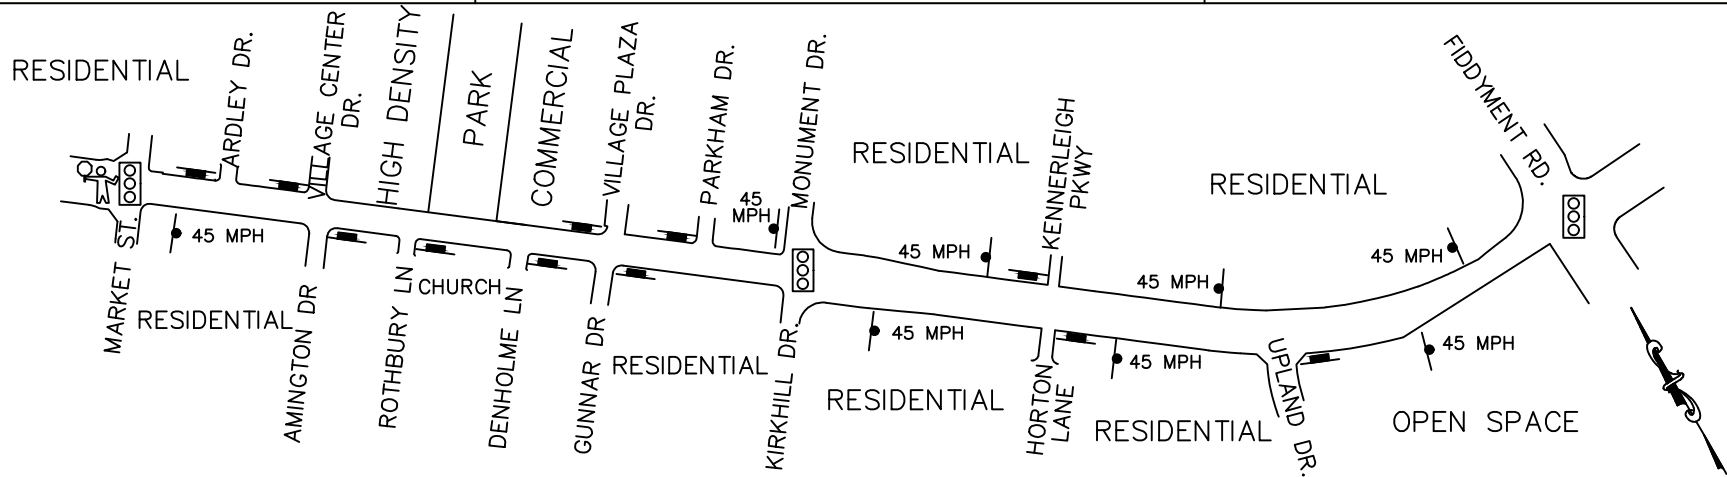 RESIDENTIAL
ARDLEY DR.
VILLAGE CENTER
DR.
HIGH DENSITY
PARK
COMMERCIAL
VILLAGE PLAZA
DR.
PARKHAM DR.
45
MPH
MONUMENT DR.
RESIDENTIAL
45 MPH
KENNERLEIGH
PKWY
45 MPH
RESIDENTIAL
45 MPH
FIDDYMENT RD.
MARKET ST.
45 MPH
RESIDENTIAL
AMINGTON DR
ROTHBURY LN
CHURCH
DENHOLME LN
GUNNAR DR
RESIDENTIAL
KIRKHILL DR.
45 MPH
RESIDENTIAL
HORTON
LANE
45 MPH
RESIDENTIAL
UPLAND DR.
45 MPH
OPEN SPACE